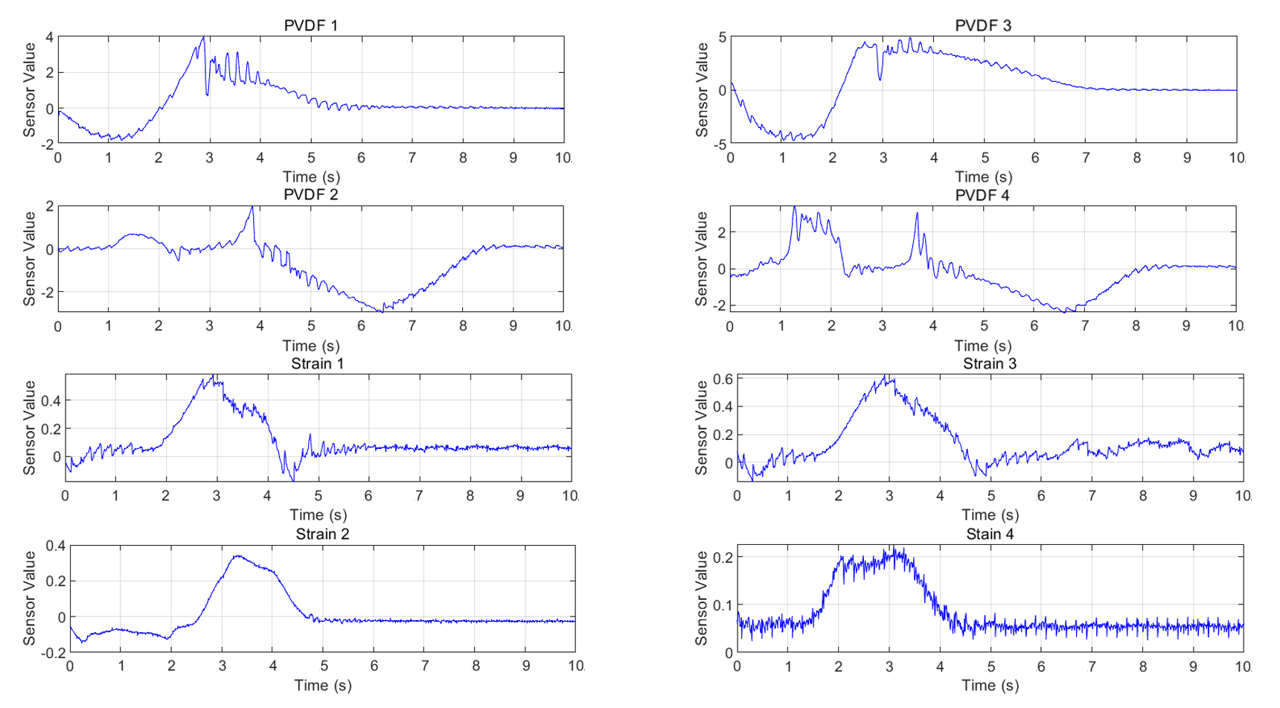 PVDF 1
4
2
0
-2
Sensor Value
0 1 2 3 4 5 6 7 8 9 10
Time (s)
PVDF 2
2
0
-2
Sensor Value
0 1 2 3 4 5 6 7 8 9 10
Time (s)
Strain 1
0.4
0.2
0
Sensor Value
0 1 2 3 4 5 6 7 8 9 10
Time (s)
Strain 2
0.4
0.2
0
-0.2
Sensor Value
0 1 2 3 4 5 6 7 8 9 10
Time (s)
PVDF 3
5
0
-5
Sensor Value
0 1 2 3 4 5 6 7 8 9 10
Time (s)
PVDF 4
2
0
-2
Sensor Value
0 1 2 3 4 5 6 7 8 9 10
Time (s)
Strain 3
0.6
0.4
0.2
0
Sensor Value
0 1 2 3 4 5 6 7 8 9 10
Time (s)
Stain 4
0.2
0.1
0
Sensor Value
0 1 2 3 4 5 6 7 8 9 10
Time (s)